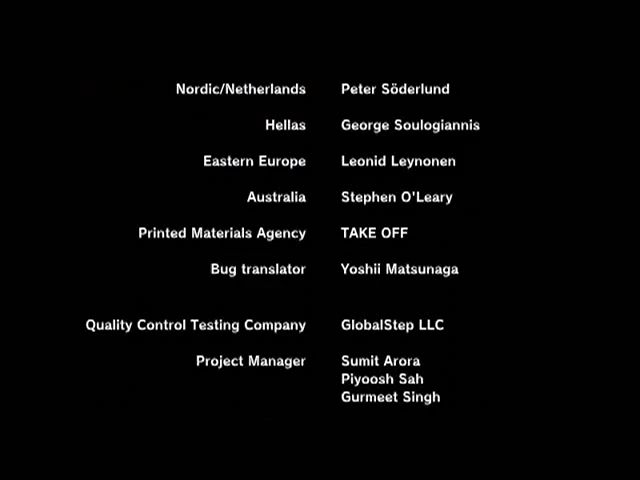 Nordic/Netherlands Peter Söderlund
Hellas George Soulogiannis
Eastern Europe Leonid Leynonen
Australia Stephen O'Leary
Printed Materials Agency TAKE OFF
Bug translator Yoshii Matsunaga
Quality Control Testing Company GlobalStep LLC
Project Manager Sumit Arora
Piyoosh Sah
Gurmeet Singh